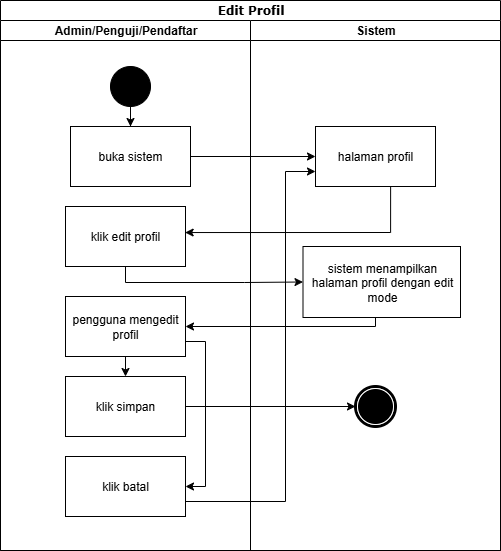 Edit Profil
Admin/Penguji/Pendaftar
Sistem
buka sistem
halaman profil
klik edit profil
sistem menampilkan
halaman profil dengan edit
mode
pengguna mengedit
profil
klik simpan
klik batal